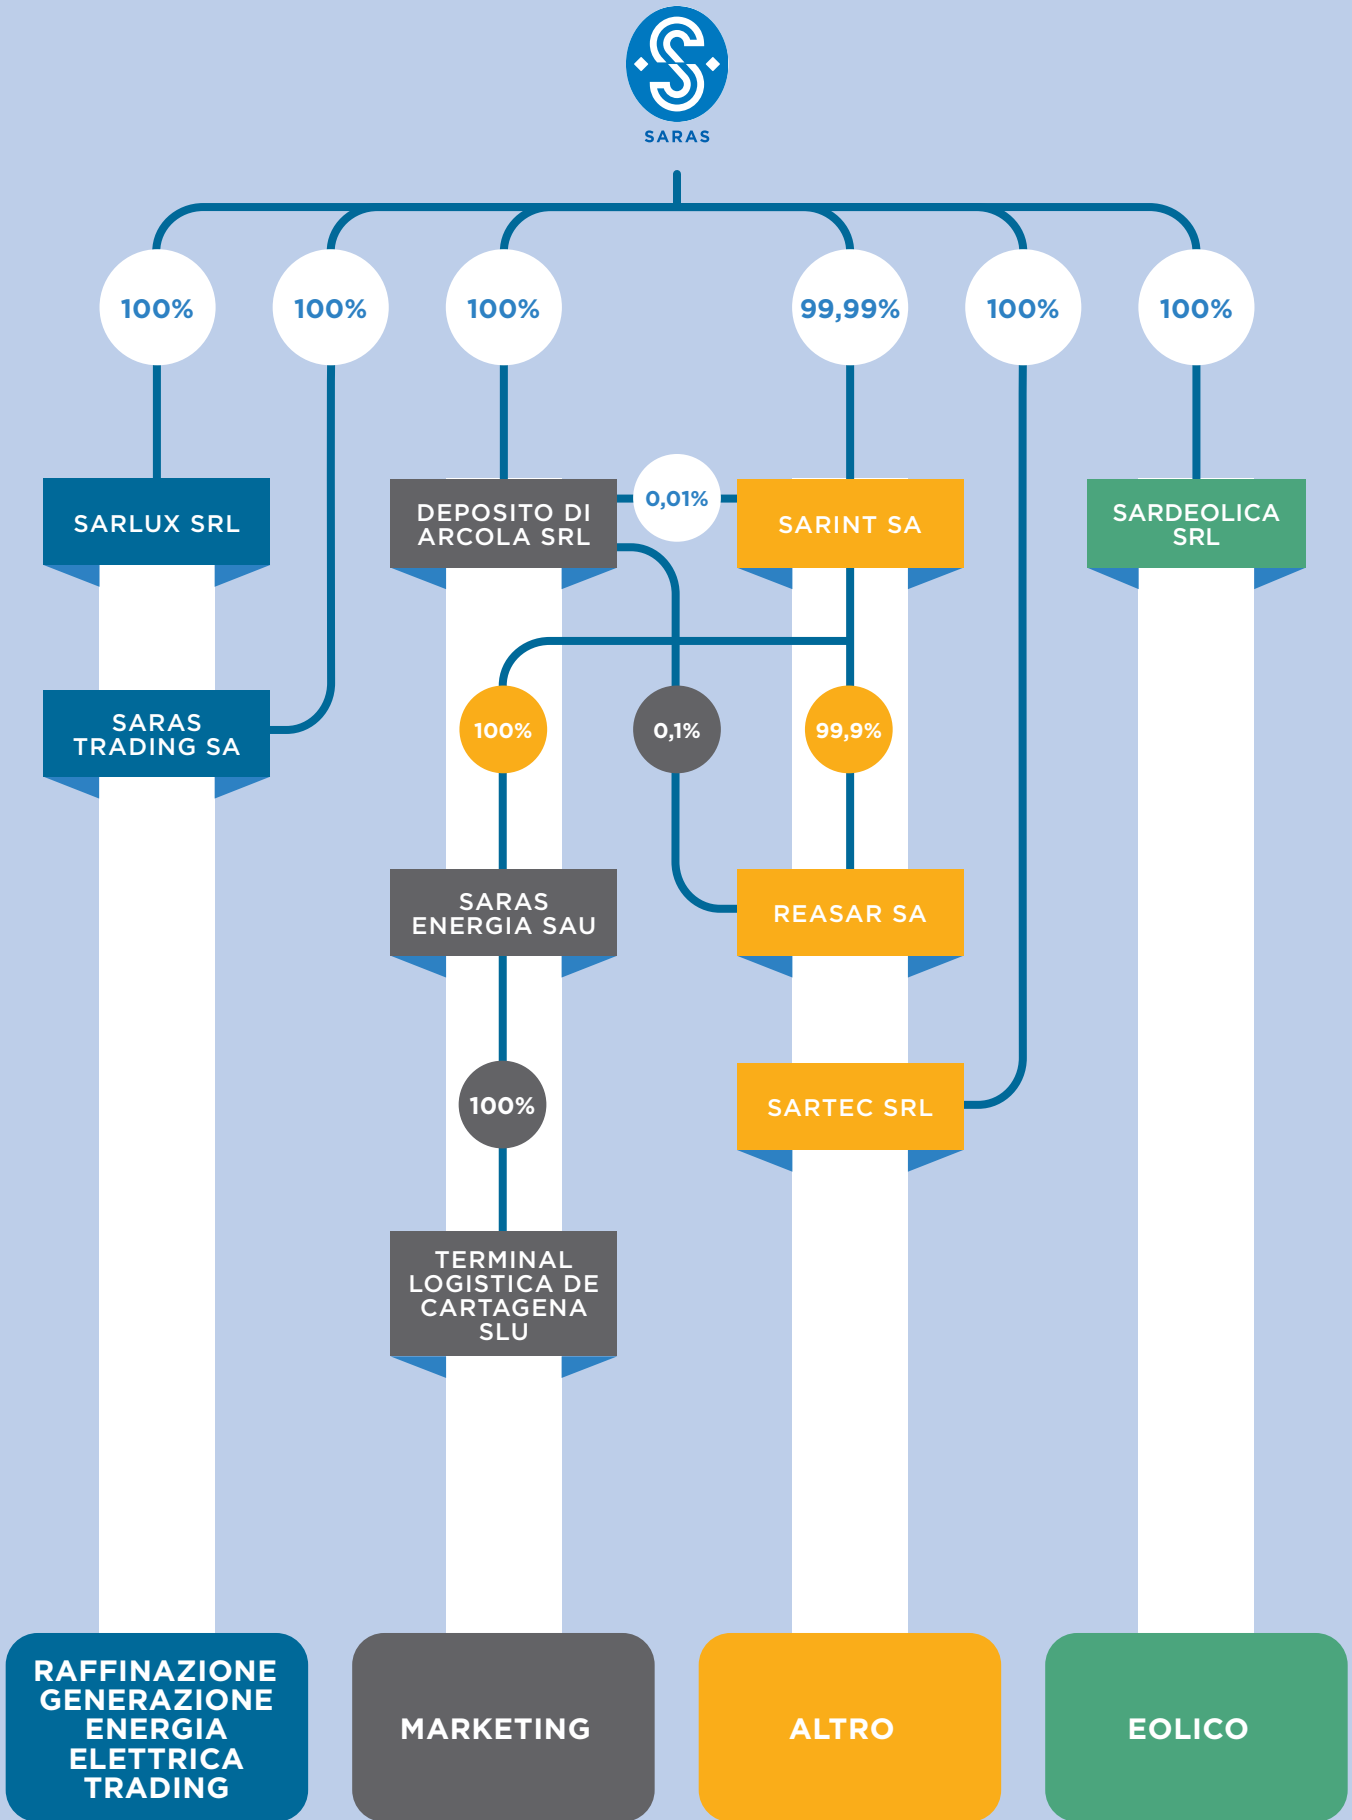 SARAS
100%
100%
100%
99,99%
100%
100%
SARLUX SRL
DEPOSITO DI
ARCOLA SRL
0,01%
SARINT SA
SARDEOLICA
SRL
SARAS
TRADING SA
100%
0,1%
99,9%
SARAS
ENERGIA SAU
REASAR SA
100%
SARTEC SRL
TERMINAL
LOGISTICA DE
CARTAGENA
SLU
RAFFINAZIONE
GENERAZIONE
ENERGIA
ELETTRICA
TRADING
MARKETING
ALTRO
EOLICO